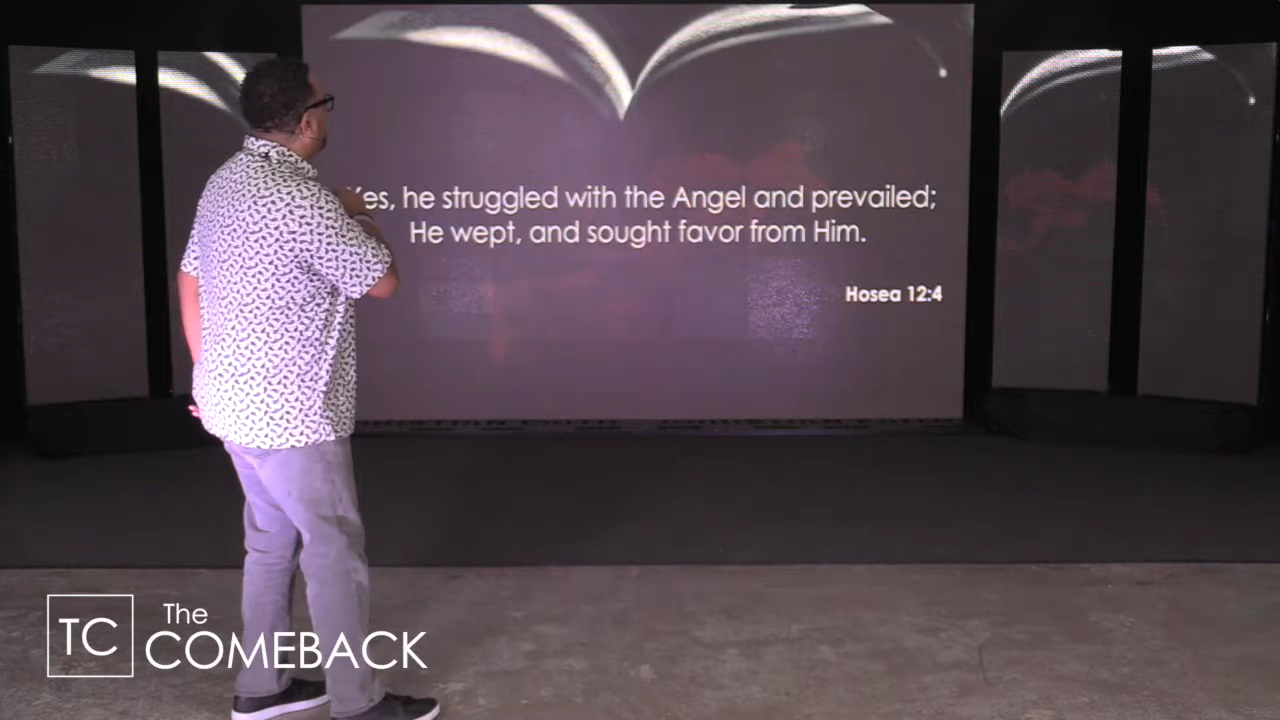 Yes, he struggled with the Angel and prevailed;
He wept, and sought favor from Him.
Hosea 12:4
TC
The
COMEBACK